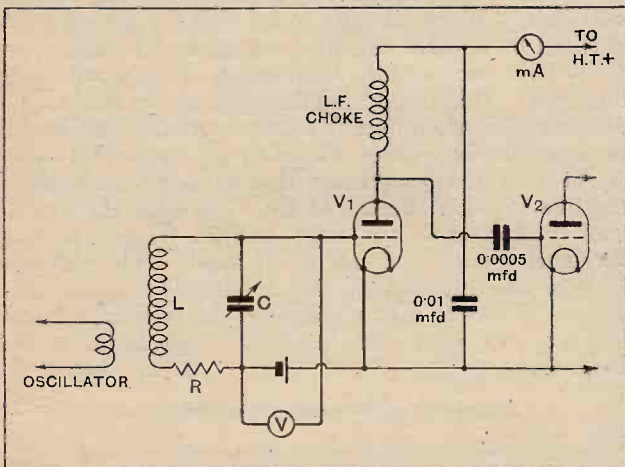 TO
H.T.+
mA
L.F.
CHOKE
V1
V2
0·0005
mfd
L
C
0·01
mfd
OSCILLATOR
R
V